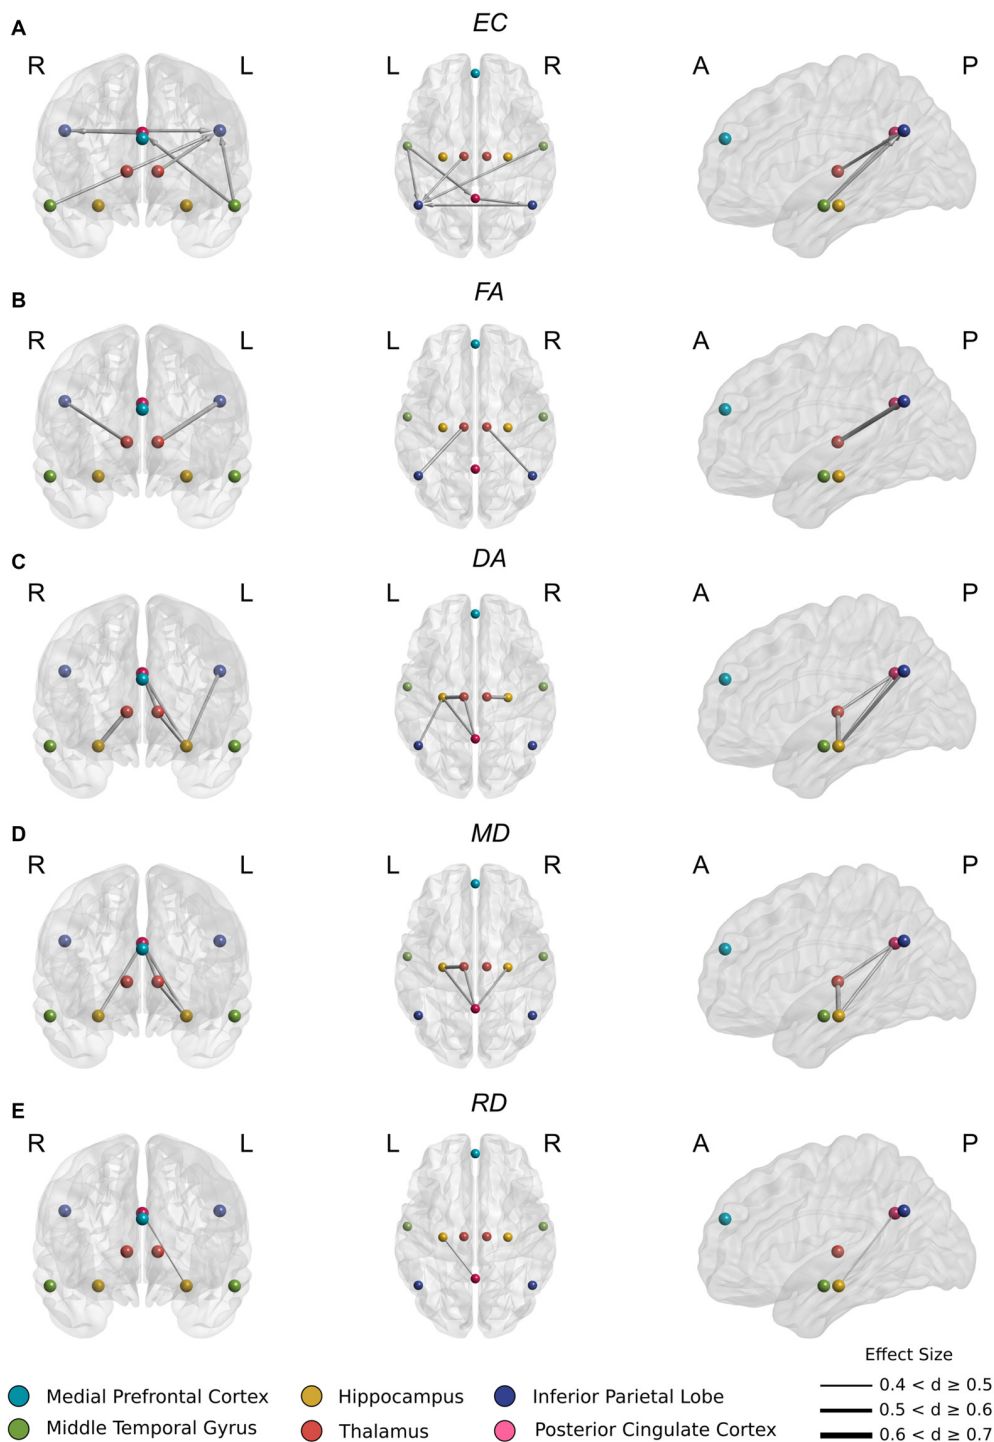 A
EC
R L L R A P
B
FA
R L L R A P
C
DA
R L L R A P
D
MD
R L L R A P
E
RD
R L L R A P
Effect Size
Medial Prefrontal Cortex Hippocampus Inferior Parietal Lobe 0.4 < d ≥ 0.5
Middle Temporal Gyrus Thalamus Posterior Cingulate Cortex 0.5 < d ≥ 0.6
0.6 < d ≥ 0.7